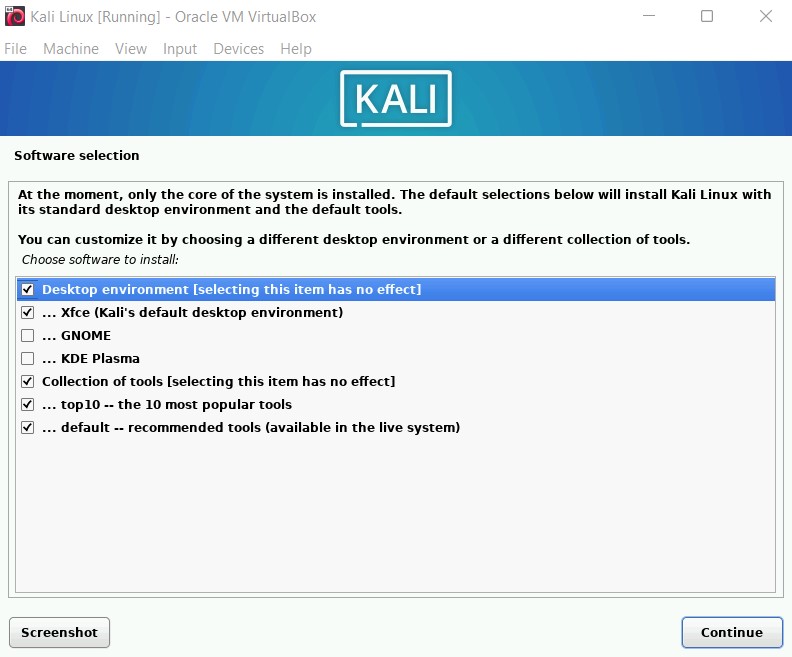 Kali Linux [Running] - Oracle VM VirtualBox
File Machine View Input Devices Help
KALI
Software selection
At the moment, only the core of the system is installed. The default selections below will install Kali Linux with
its standard desktop environment and the default tools.
You can customize it by choosing a different desktop environment or a different collection of tools.
Choose software to install:
Desktop environment [selecting this item has no effect]
... Xfce (Kali's default desktop environment)
... GNOME
... KDE Plasma
Collection of tools [selecting this item has no effect]
... top10 -- the 10 most popular tools
... default -- recommended tools (available in the live system)
Screenshot Continue